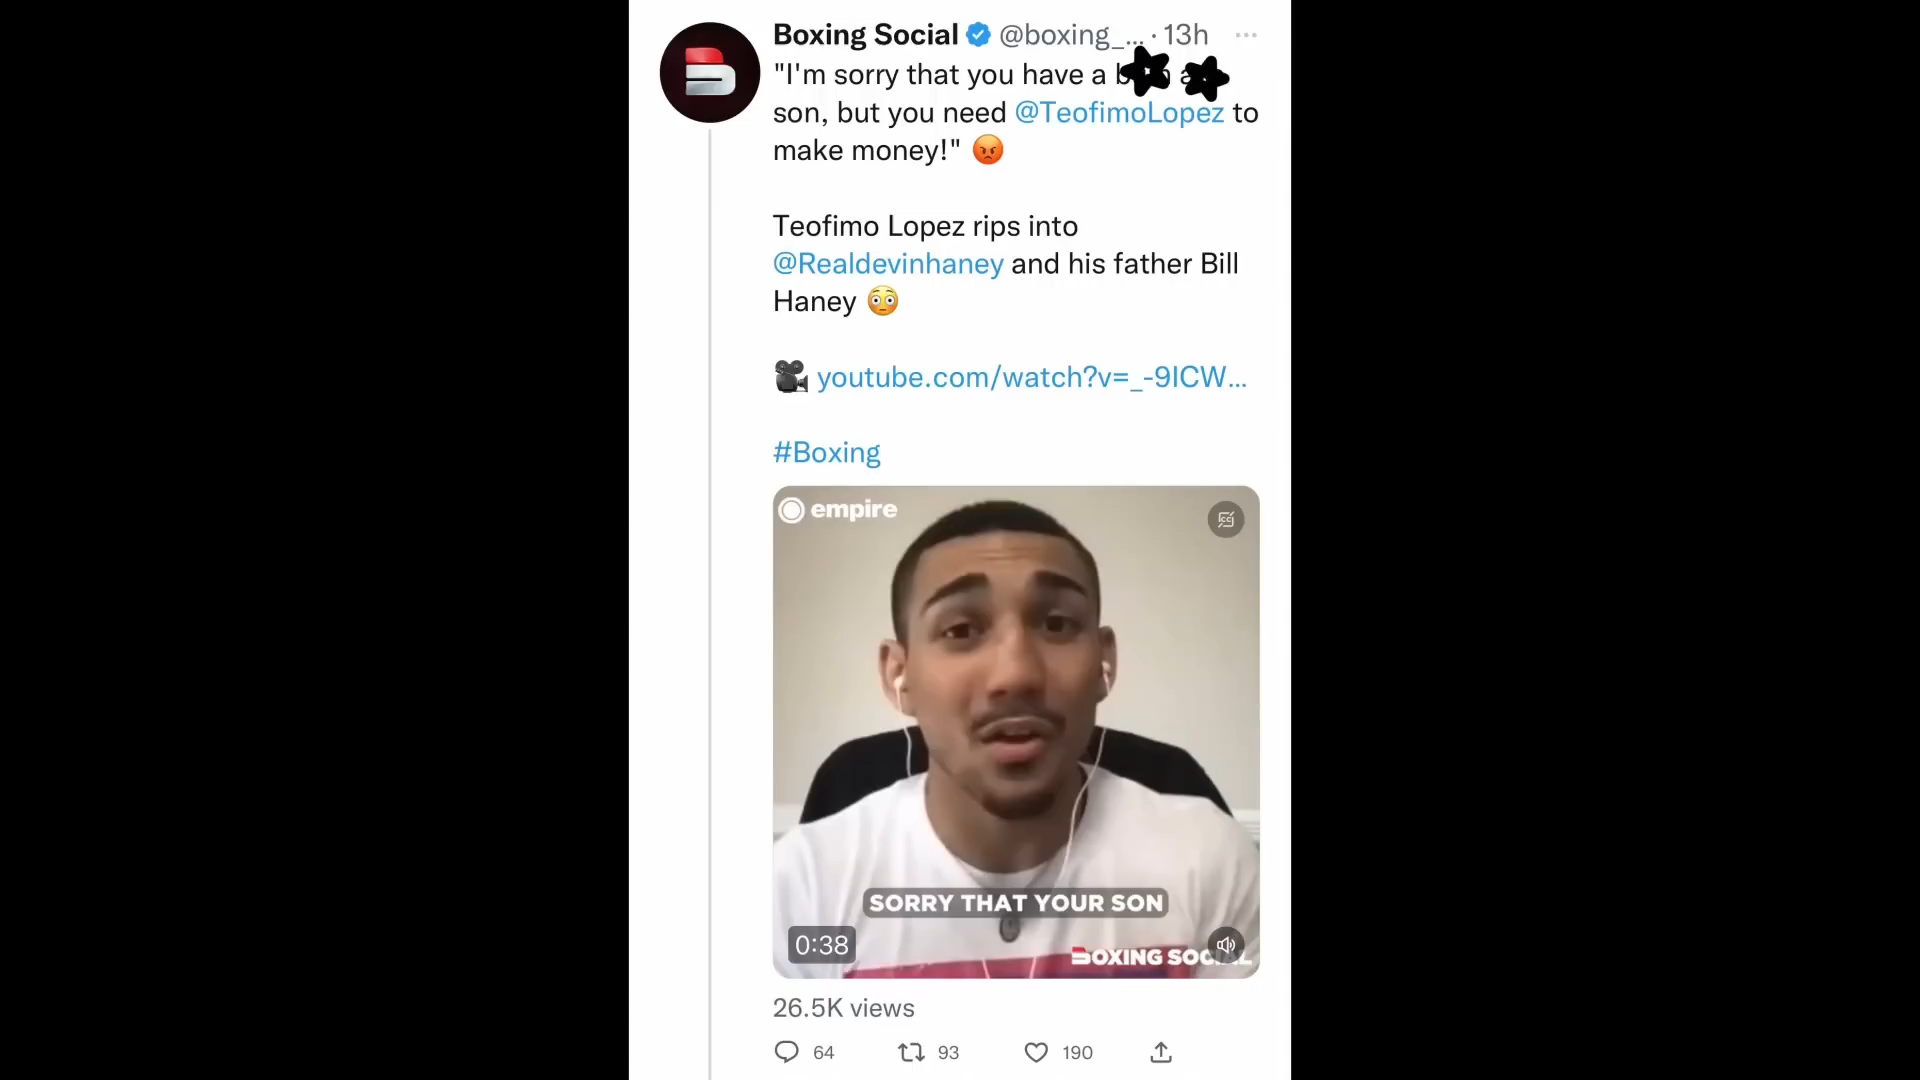 Boxing Social @boxing_... · 13h
"I'm sorry that you have a
son, but you need @TeofimoLopez to
make money!" 😡
Teofimo Lopez rips into
@Realdevinhaney and his father Bill
Haney 😳
🎥 youtube.com/watch?v=_-9ICW...
#Boxing
empire
SORRY THAT YOUR SON
0:38
BOXING SOCIAL
26.5K views
64 93 190